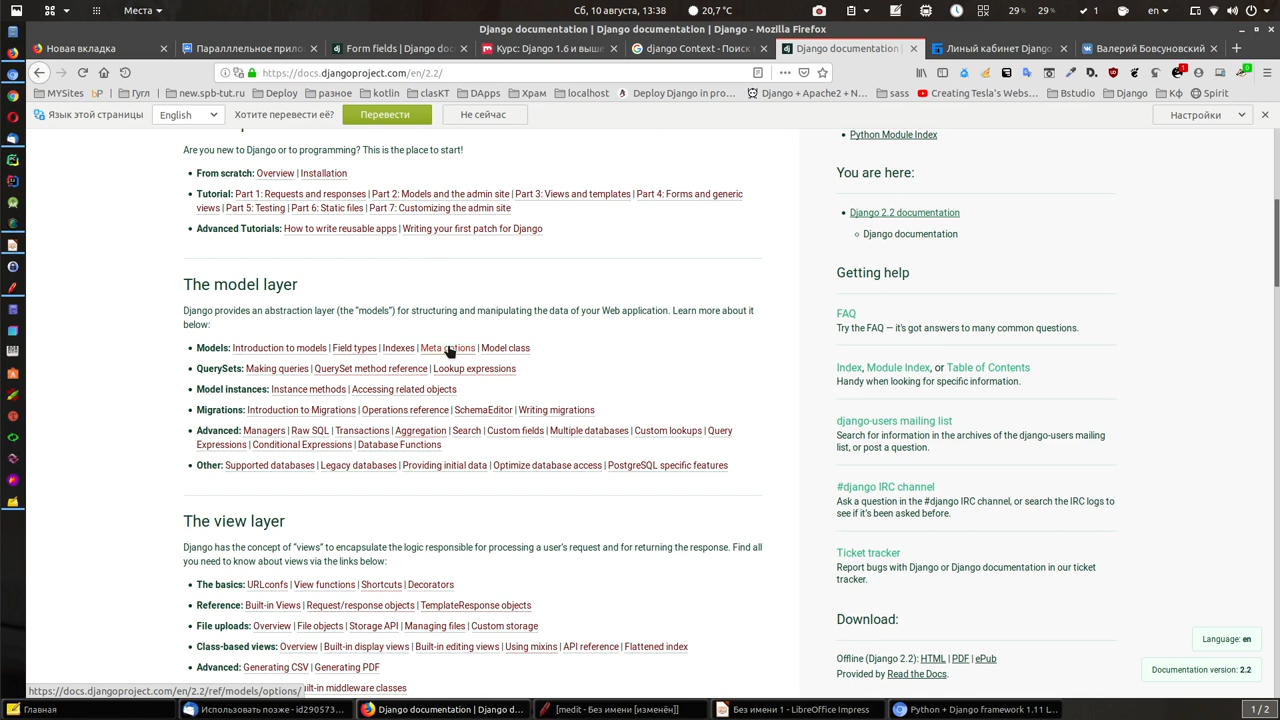 Места
Сб, 10 августа, 13:38
20,7 °C
29% 29%
1
en
1/2
Django documentation | Django documentation | Django - Mozilla Firefox
Новая вкладка
Паралллельное прило
Form fields | Django doc
Курс: Django 1.6 и выше
django Context - Поиск
Django documentation |
Линый кабинет Django
Валерий Брвсуновский
https://docs.djangoproject.com/en/2.2/
MYSites
bP
Гугл
new.spb-tut.ru
Deploy
разное
kotlin
clasKT
DApps
Храм
localhost
Deploy Django in pro…
Django + Apache2 + N…
sass
Creating Tesla's Webs…
Bstudio
Django
Кф
Spirit
Язык этой страницы
English
Хотите перевести её?
Перевести
Не сейчас
Настройки
Are you new to Django or to programming? This is the place to start!
From scratch: Overview | Installation
Tutorial: Part 1: Requests and responses | Part 2: Models and the admin site | Part 3: Views and templates | Part 4: Forms and generic
views | Part 5: Testing | Part 6: Static files | Part 7: Customizing the admin site
Advanced Tutorials: How to write reusable apps | Writing your first patch for Django
The model layer
Django provides an abstraction layer (the “models”) for structuring and manipulating the data of your Web application. Learn more about it
below:
Models: Introduction to models | Field types | Indexes | Meta options | Model class
QuerySets: Making queries | QuerySet method reference | Lookup expressions
Model instances: Instance methods | Accessing related objects
Migrations: Introduction to Migrations | Operations reference | SchemaEditor | Writing migrations
Advanced: Managers | Raw SQL | Transactions | Aggregation | Search | Custom fields | Multiple databases | Custom lookups | Query
Expressions | Conditional Expressions | Database Functions
Other: Supported databases | Legacy databases | Providing initial data | Optimize database access | PostgreSQL specific features
The view layer
Django has the concept of “views” to encapsulate the logic responsible for processing a user’s request and for returning the response. Find all
you need to know about views via the links below:
The basics: URLconfs | View functions | Shortcuts | Decorators
Reference: Built-in Views | Request/response objects | TemplateResponse objects
File uploads: Overview | File objects | Storage API | Managing files | Custom storage
Class-based views: Overview | Built-in display views | Built-in editing views | Using mixins | API reference | Flattened index
Advanced: Generating CSV | Generating PDF
uilt-in middleware classes
https://docs.djangoproject.com/en/2.2/ref/models/options/
Python Module Index
You are here:
Django 2.2 documentation
Django documentation
Getting help
FAQ
Try the FAQ — it's got answers to many common questions.
Index, Module Index, or Table of Contents
Handy when looking for specific information.
django-users mailing list
Search for information in the archives of the django-users mailing
list, or post a question.
#django IRC channel
Ask a question in the #django IRC channel, or search the IRC logs to
see if it’s been asked before.
Ticket tracker
Report bugs with Django or Django documentation in our ticket
tracker.
Download:
Offline (Django 2.2): HTML | PDF | ePub
Provided by Read the Docs.
Language: en
Documentation version: 2.2
Главная
Использовать позже - id290573…
Django documentation | Django d…
[medit - Без имени [изменён]]
Без имени 1 - LibreOffice Impress
Python + Django framework 1.11 L…